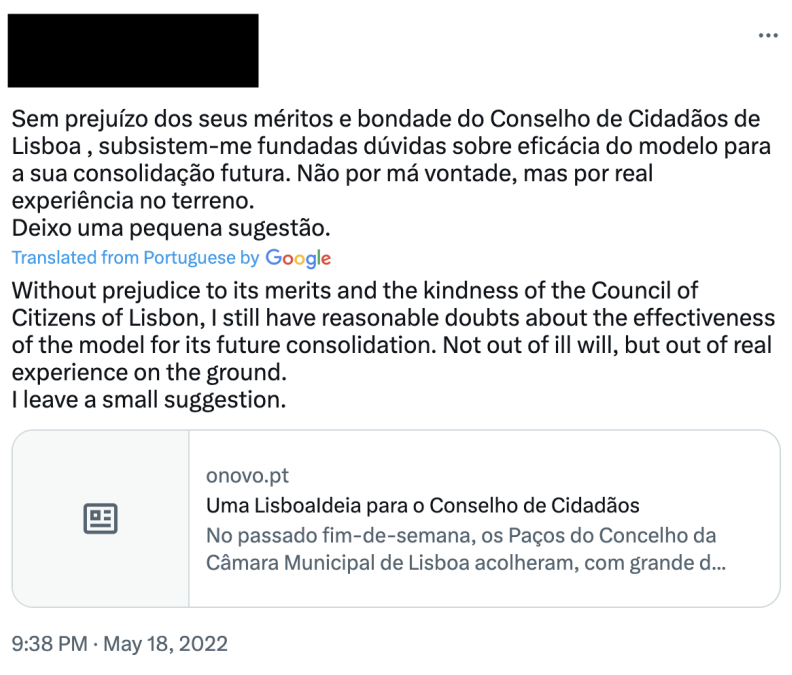 Sem prejuízo dos seus méritos e bondade do Conselho de Cidadãos de
Lisboa , subsistem-me fundadas dúvidas sobre eficácia do modelo para
a sua consolidação futura. Não por má vontade, mas por real
experiência no terreno.
Deixo uma pequena sugestão.
Translated from Portuguese by Google
Without prejudice to its merits and the kindness of the Council of
Citizens of Lisbon, I still have reasonable doubts about the effectiveness
of the model for its future consolidation. Not out of ill will, but out of real
experience on the ground.
I leave a small suggestion.
onovo.pt
Uma LisboaIdeia para o Conselho de Cidadãos
No passado fim-de-semana, os Paços do Concelho da
Câmara Municipal de Lisboa acolheram, com grande d...
9:38 PM · May 18, 2022